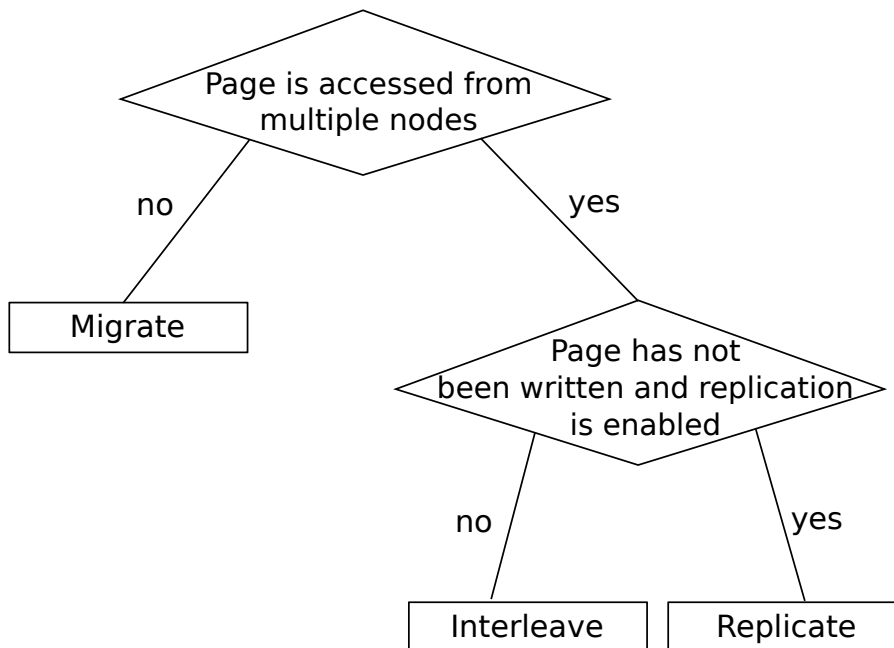 Page is accessed from
multiple nodes
no
yes
Migrate
Page has not
been written and replication
is enabled
no
yes
Interleave
Replicate